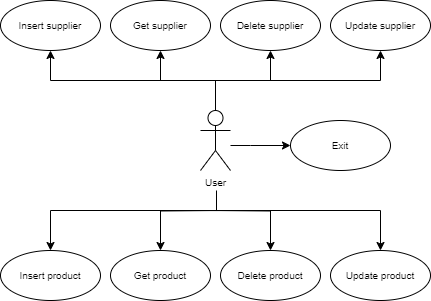 Insert supplier
Get supplier
Delete supplier
Update supplier
Exit
User
Insert product
Get product
Delete product
Update product